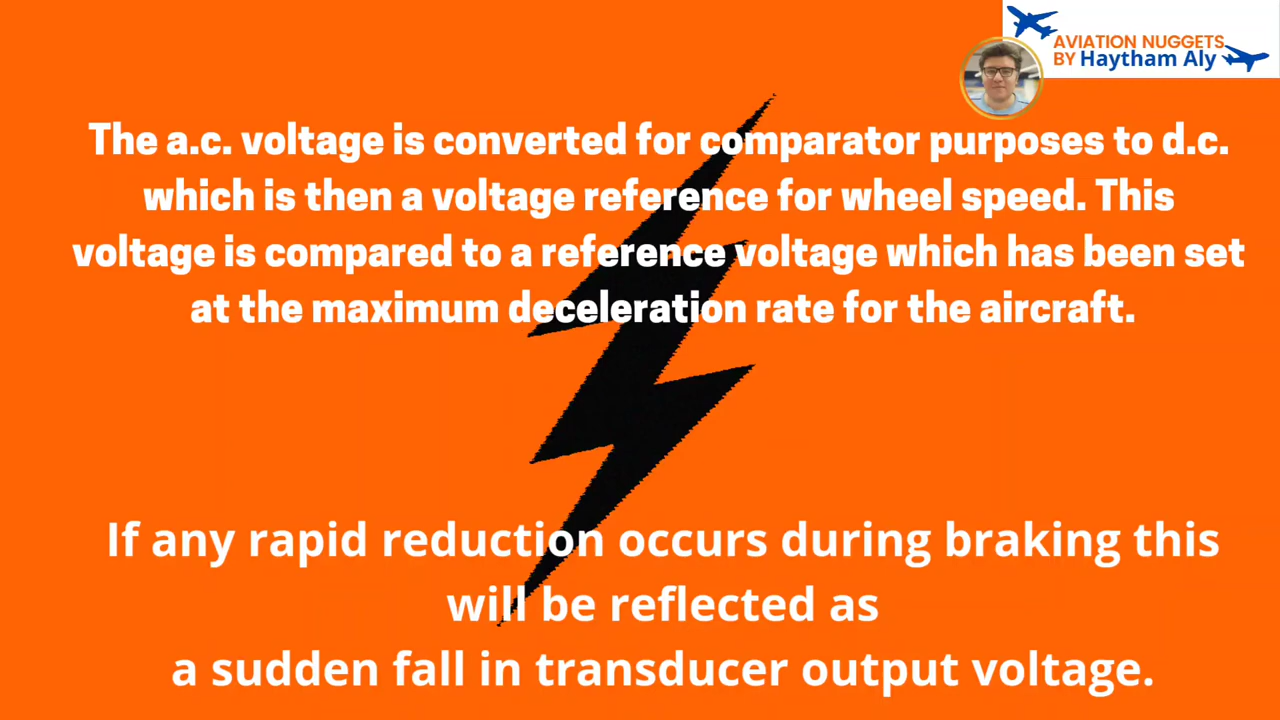 AVIATION NUGGETS
BY Haytham Aly
The a.c. voltage is converted for comparator purposes to d.c.
which is then a voltage reference for wheel speed. This
voltage is compared to a reference voltage which has been set
at the maximum deceleration rate for the aircraft.
If any rapid reduction occurs during braking this
will be reflected as
a sudden fall in transducer output voltage.